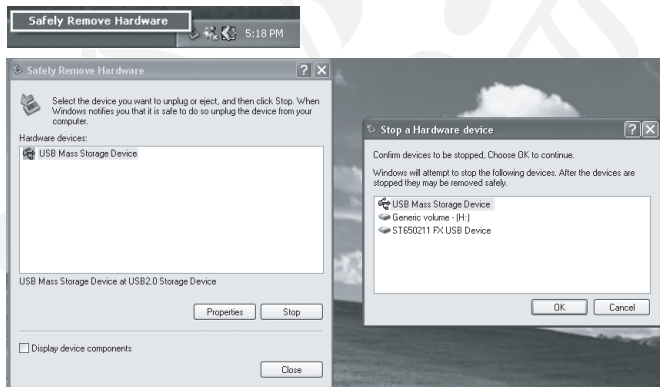 Safely Remove Hardware
5:18 PM
Safely Remove Hardware
Select the device you want to unplug or eject, and then click Stop. When
Windows notifies you that it is safe to do so unplug the device from your
computer.
Hardware devices:
USB Mass Storage Device
USB Mass Storage Device at USB2.0 Storage Device
Properties
Stop
Display device components
Close
Stop a Hardware device
Confirm devices to be stopped, Choose OK to continue.
Windows will attempt to stop the following devices. After the devices are
stopped they may be removed safely.
USB Mass Storage Device
Generic volume - (H:)
ST650211 FX USB Device
OK
Cancel